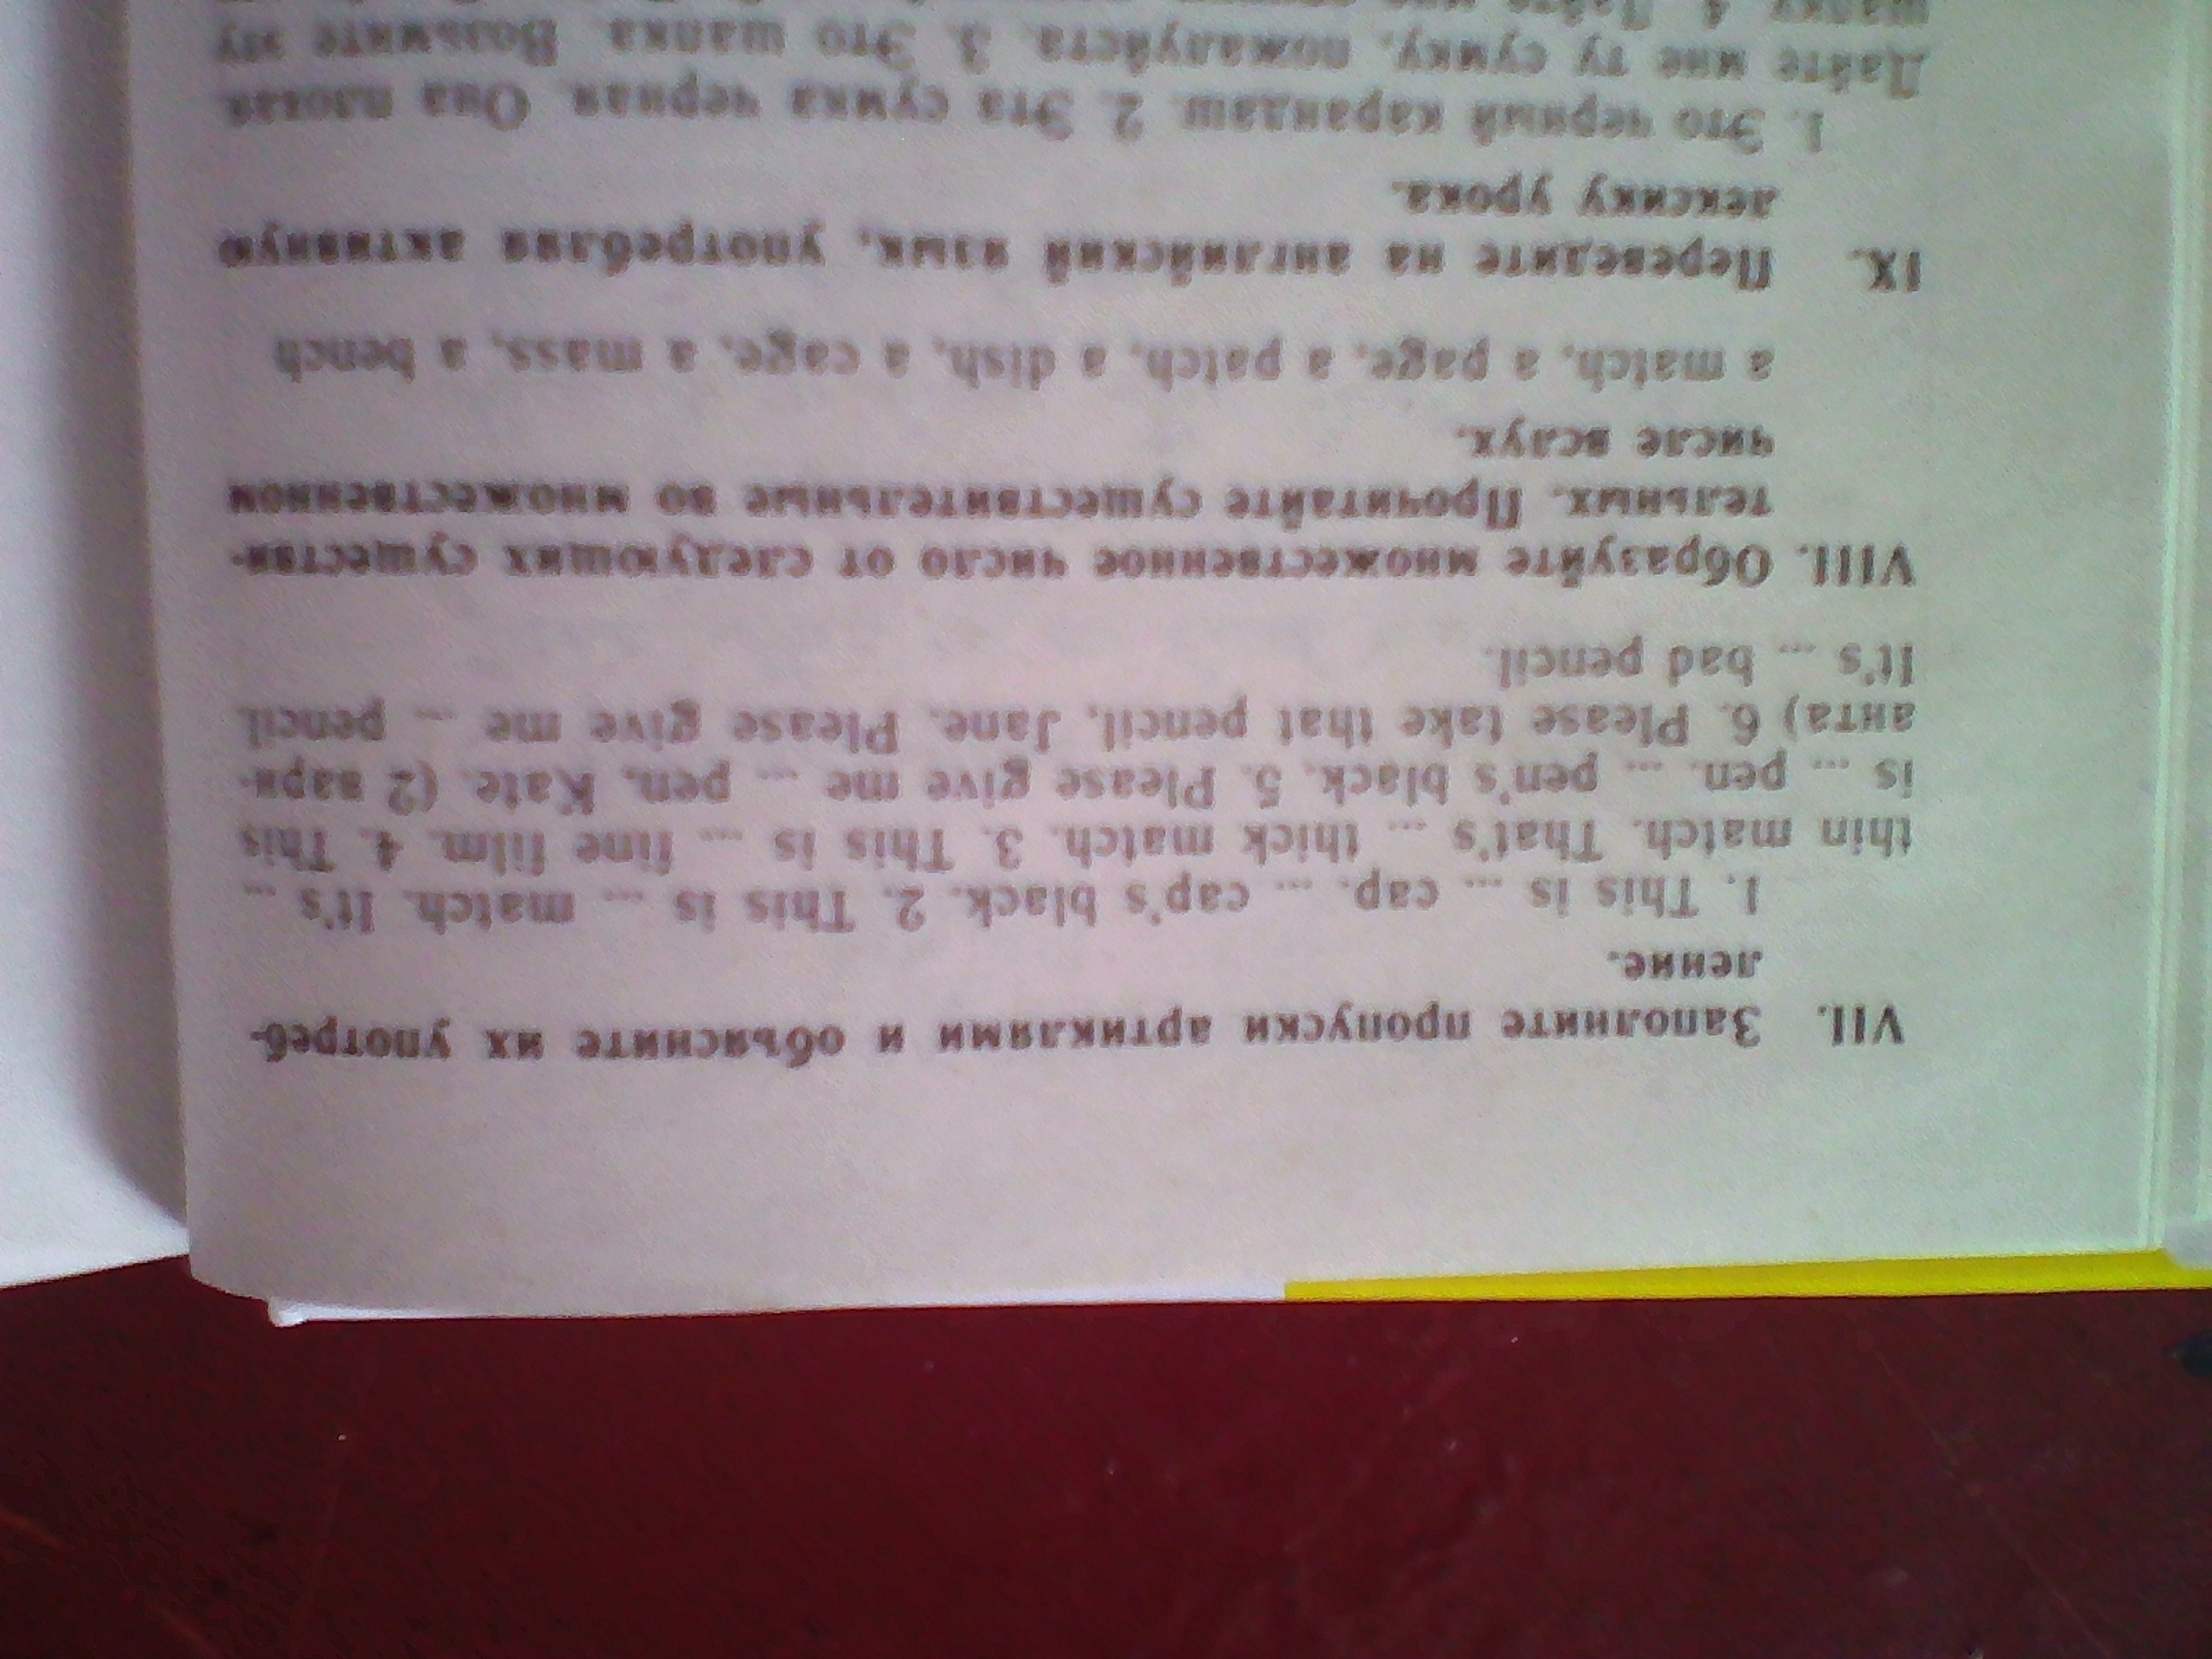 VII. Заполните пропуски артиклями и объясните их употреб-
ление.
1. This is ... cap. ... cap's black. 2. This is ... match. It's ...
thin match. That's ... thick match. 3. This is ... fine film. 4. This
is ... pen. ... pen's black. 5. Please give me ... pen, Kate. (2 вари-
анта) 6. Please take that pencil, Jane. Please give me ... pencil.
It's ... bad pencil.
VIII. Образуйте множественное число от следующих существи-
тельных. Прочитайте существительные во множественном
числе вслух.
a match, a page, a patch, a dish, a cage, a mass, a bench
IX. Переведите на английский язык, употребляя активную
лексику урока.
1. Это черный карандаш. 2. Эта сумка черная. Она плохая.
Дайте мне ту сумку, пожалуйста. 3. Это шапка. Возьмите эту
шапку. 4. Дайте мне